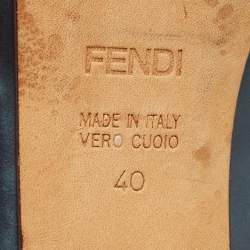 FENDI
MADE IN ITALY
VERO CUOIO
40